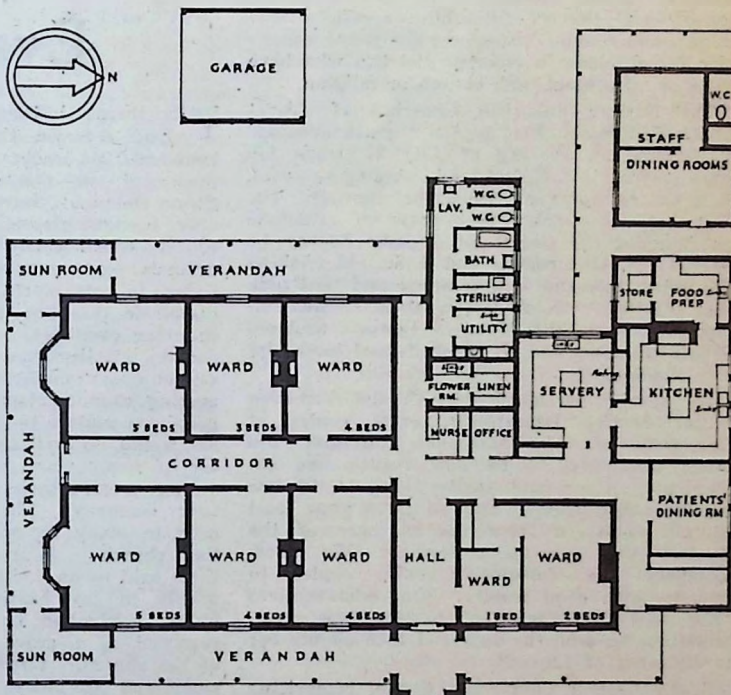 N
GARAGE
W.C
STAFF
DINING ROOMS
LAV.
W.C.
W.C.
BATH
STERILISER
UTILITY
SUN ROOM
VERANDAH
STORE
FOOD
PREP
WARD
5 BEDS
WARD
3 BEDS
WARD
4 BEDS
FLOWER
RM.
LINEN
SERVERY
KITCHEN
NURSE
OFFICE
VERANDAH
CORRIDOR
PATIENTS'
DINING RM
WARD
5 BEDS
WARD
4 BEDS
WARD
4 BEDS
HALL
WARD
1 BED
WARD
2 BEDS
SUN ROOM
VERANDAH